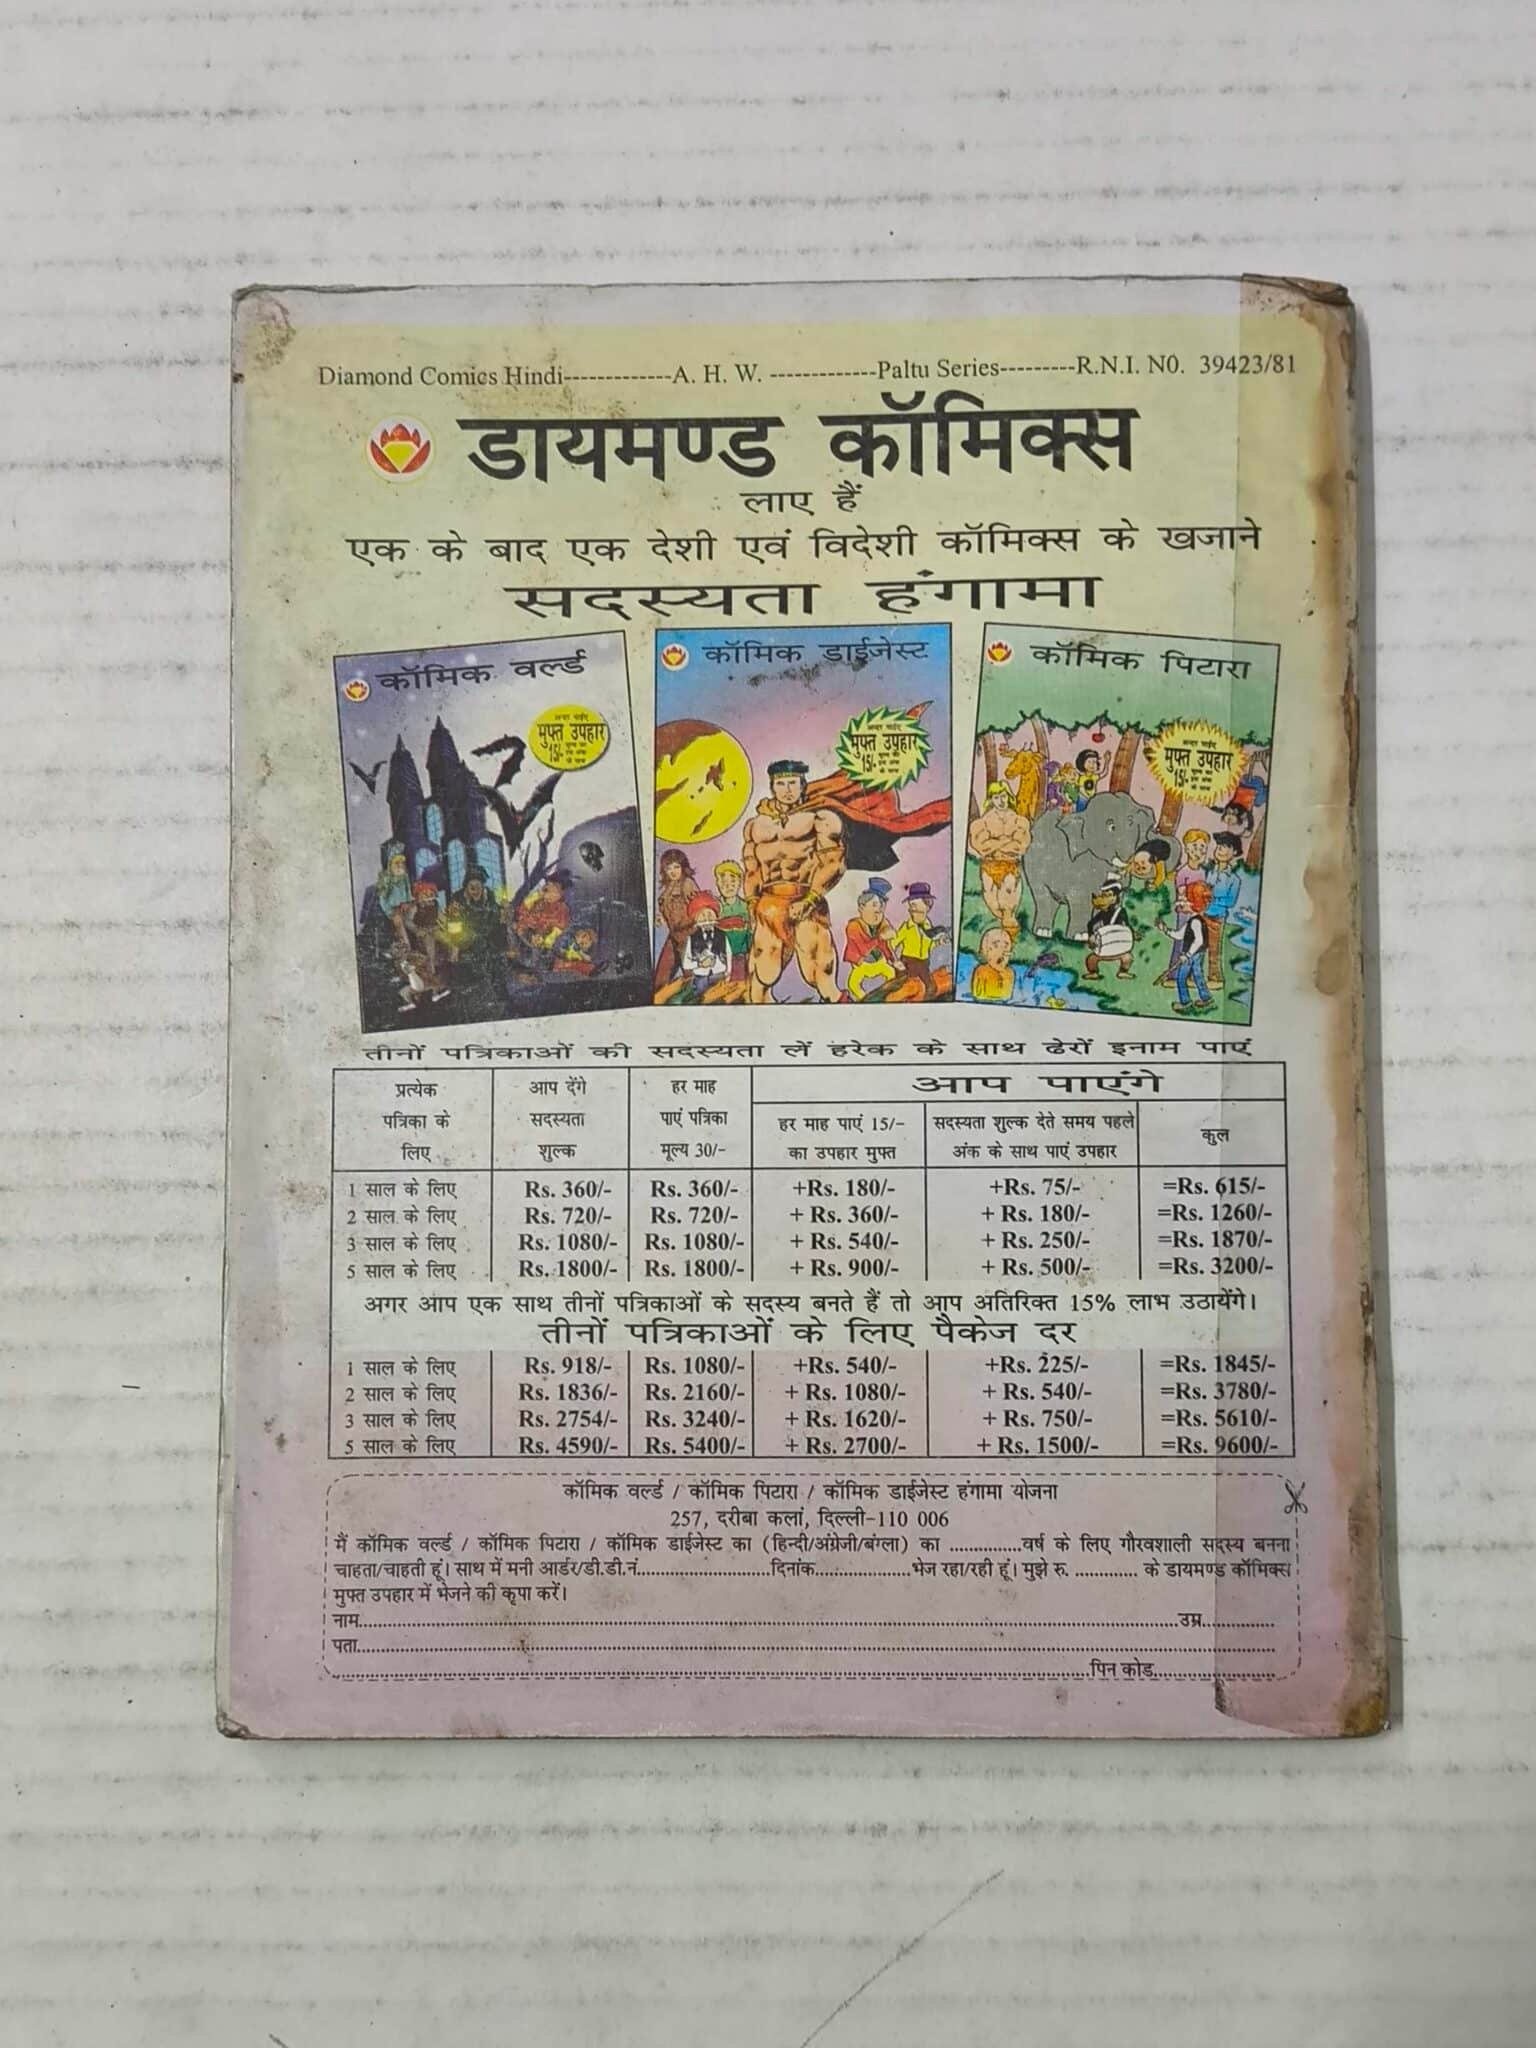 Diamond Comics Hindi-------------A. H. W. -------------Paltu Series---------R.N.I. N0. 39423/81
डायमण्ड कॉमिक्स
लाए हैं
एक के बाद एक देशी एवं विदेशी कॉमिक्स के खजाने
सदस्यता हंगामा
कॉमिक वर्ल्ड
मुफ्त उपहार
15/-
कॉमिक डाईजेस्ट
मुफ्त उपहार
15/-
कॉमिक पिटारा
मुफ्त उपहार
15/-
तीनों पत्रिकाओं की सदस्यता लें हरेक के साथ ढेरों इनाम पाएं
प्रत्येक पत्रिका के लिए
आप देंगे सदस्यता शुल्क
हर माह पाएं पत्रिका मूल्य 30/-
आप पाएंगे
हर माह पाएं 15/- का उपहार मुफ्त
सदस्यता शुल्क देते समय पहले अंक के साथ पाएं उपहार
कुल
1 साल के लिए Rs. 360/- Rs. 360/- +Rs. 180/- +Rs. 75/- =Rs. 615/-
2 साल के लिए Rs. 720/- Rs. 720/- + Rs. 360/- + Rs. 180/- =Rs. 1260/-
3 साल के लिए Rs. 1080/- Rs. 1080/- + Rs. 540/- + Rs. 250/- =Rs. 1870/-
5 साल के लिए Rs. 1800/- Rs. 1800/- + Rs. 900/- + Rs. 500/- =Rs. 3200/-
अगर आप एक साथ तीनों पत्रिकाओं के सदस्य बनते हैं तो आप अतिरिक्त 15% लाभ उठायेंगे।
तीनों पत्रिकाओं के लिए पैकेज दर
1 साल के लिए Rs. 918/- Rs. 1080/- +Rs. 540/- +Rs. 225/- =Rs. 1845/-
2 साल के लिए Rs. 1836/- Rs. 2160/- + Rs. 1080/- + Rs. 540/- =Rs. 3780/-
3 साल के लिए Rs. 2754/- Rs. 3240/- + Rs. 1620/- + Rs. 750/- =Rs. 5610/-
5 साल के लिए Rs. 4590/- Rs. 5400/- + Rs. 2700/- + Rs. 1500/- =Rs. 9600/-
कॉमिक वर्ल्ड / कॉमिक पिटारा / कॉमिक डाईजेस्ट हंगामा योजना
257, दरीबा कलां, दिल्ली-110 006
मैं कॉमिक वर्ल्ड / कॉमिक पिटारा / कॉमिक डाईजेस्ट का (हिन्दी/अंग्रेजी/बंग्ला) का ...............वर्ष के लिए गौरवशाली सदस्य बनना
चाहता/चाहती हूं। साथ में मनी आर्डर/डी.डी.नं............................दिनांक....................भेज रहा/रही हूं। मुझे रु. ............. के डायमण्ड कॉमिक्स
मुफ्त उपहार में भेजने की कृपा करें।
नाम..............................उम्र...............
पता..............................
..............................पिन कोड.........................